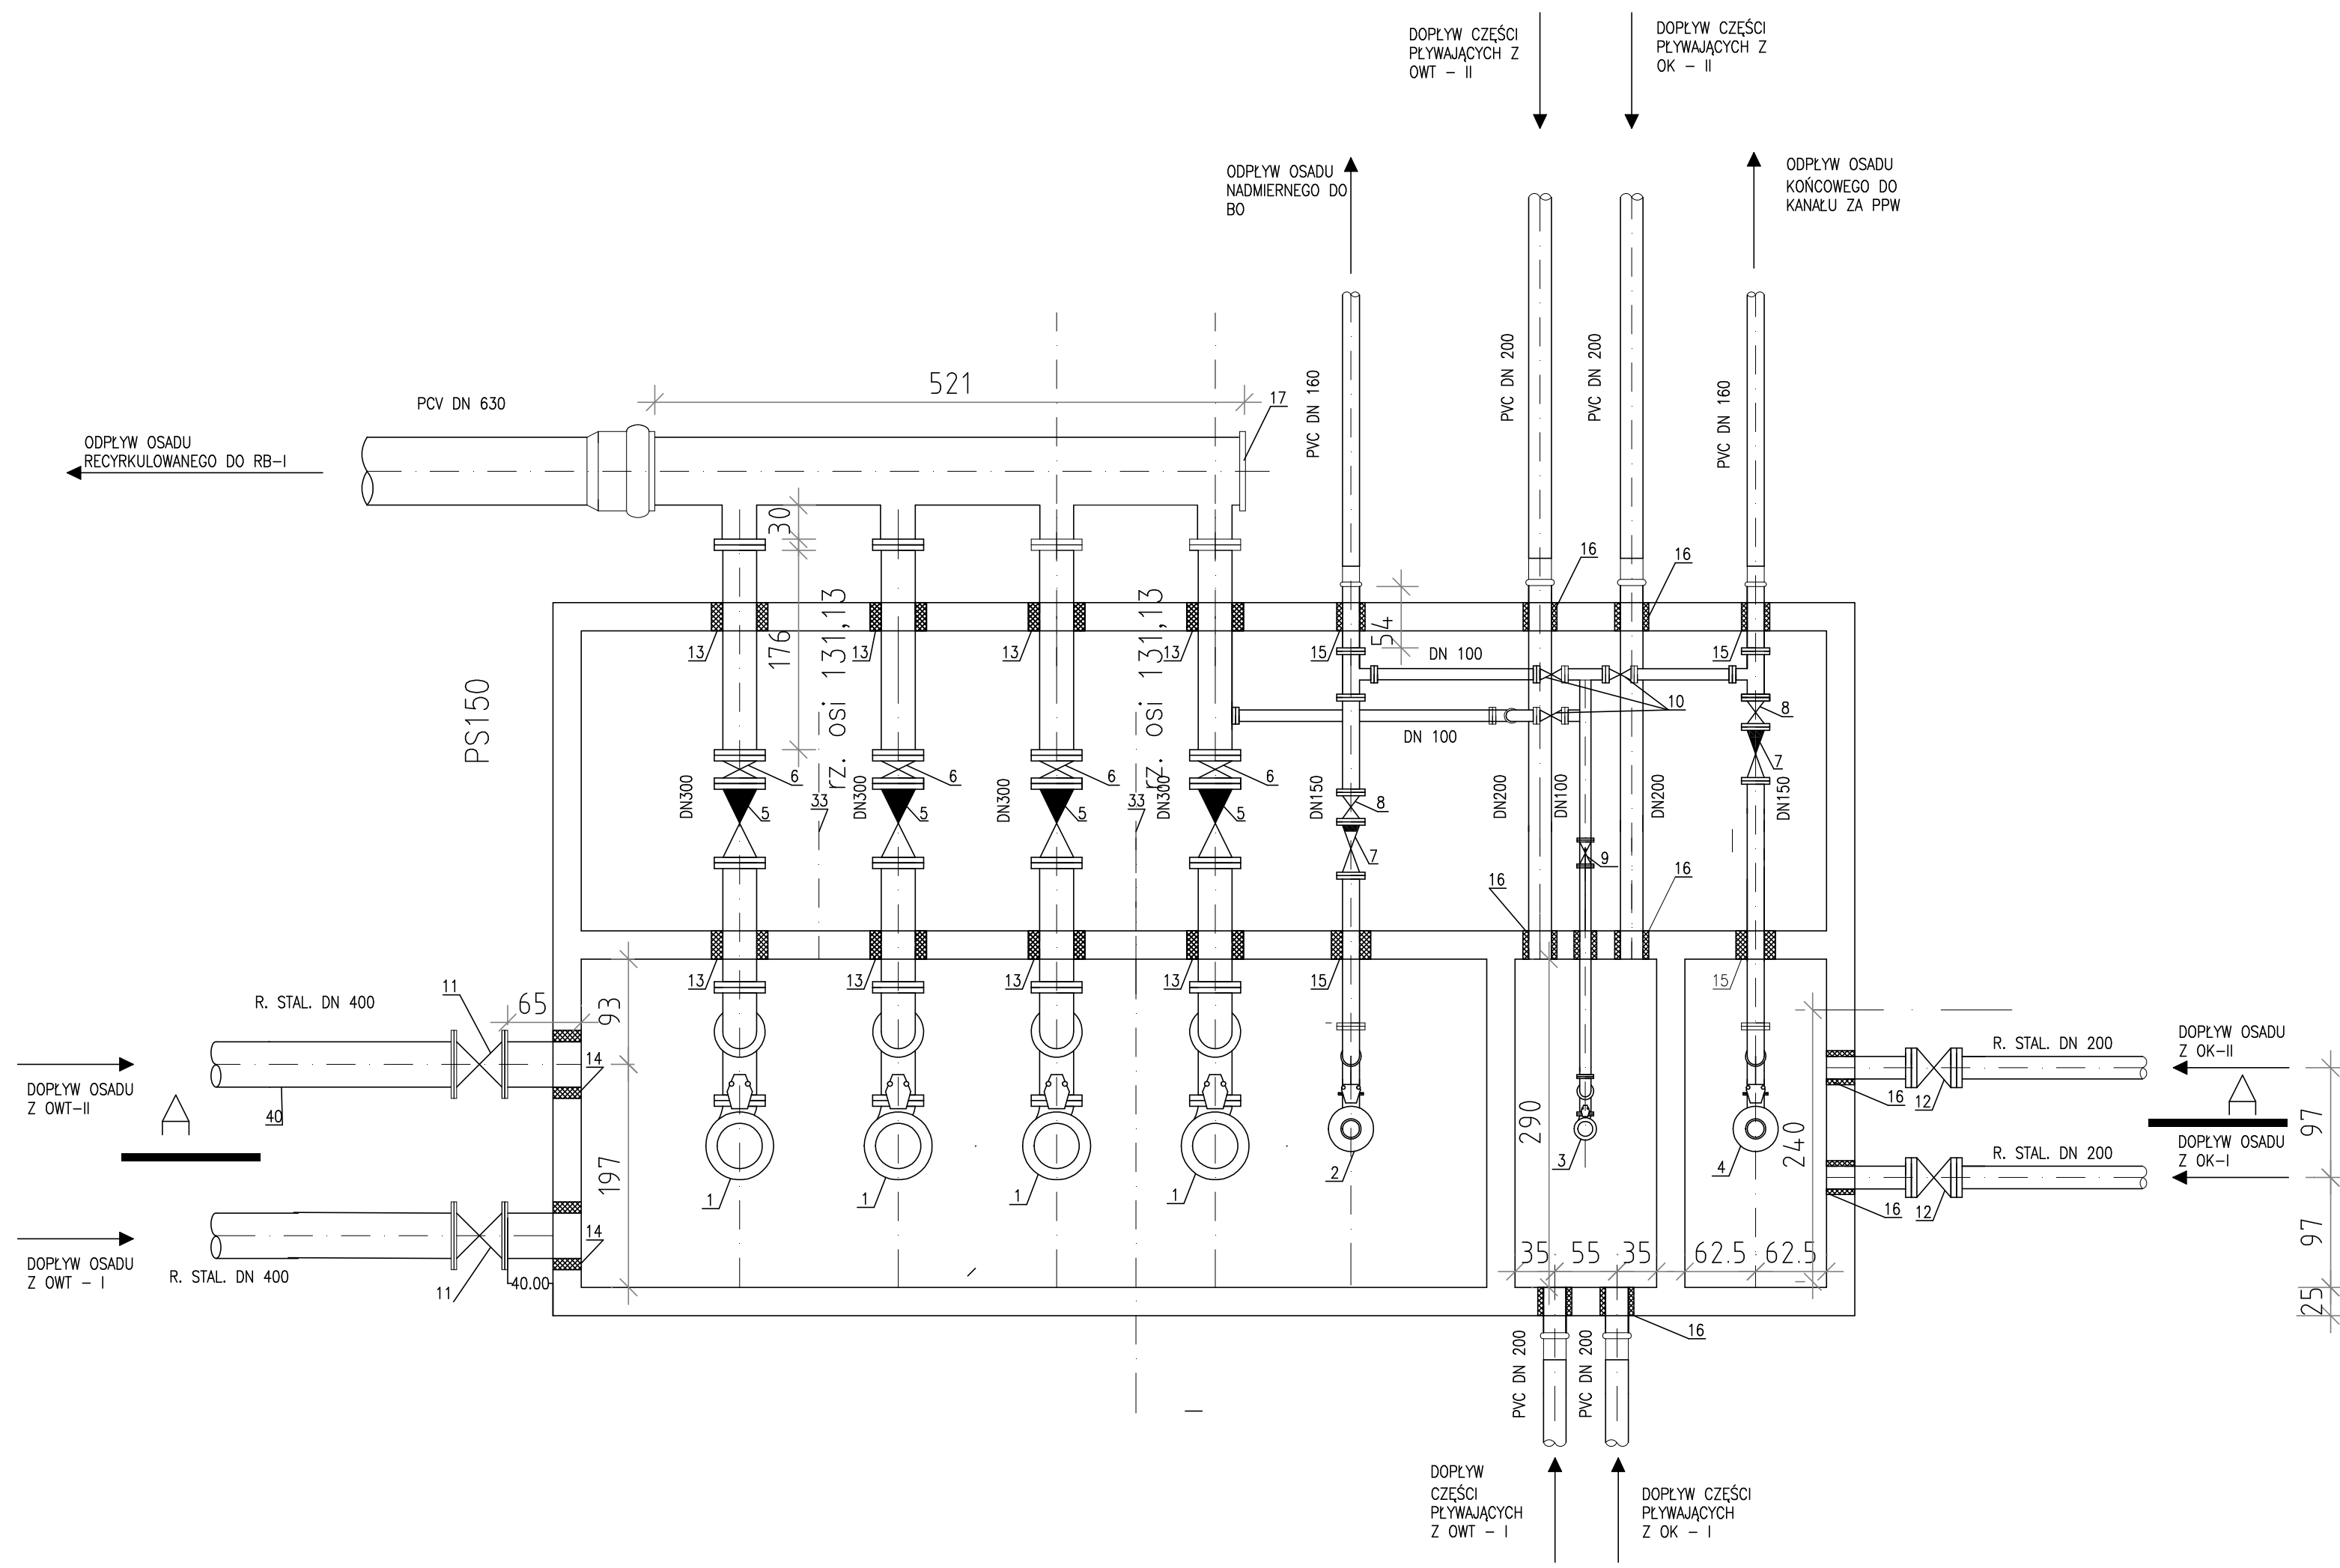 DOPŁYW CZĘŚCI
PŁYWAJĄCYCH Z
OWT - II
DOPŁYW CZĘŚCI
PŁYWAJĄCYCH Z
OK - II
ODPŁYW OSADU
NADMIERNEGO DO
BO
ODPŁYW OSADU
KOŃCOWEGO DO
KANAŁU ZA PPW
PCV DN 630
521
17
ODPŁYW OSADU
RECYRKULOWANEGO DO RB-I
PVC DN 160
PVC DN 200
PVC DN 200
PVC DN 160
30
176
rz. osi 131,13
rz. osi 131,13
54
16
16
13
13
13
13
15
15
DN 100
DN 100
10
PS150
DN300
DN300
DN300
DN300
DN150
DN200
DN100
DN200
DN150
6
6
6
6
8
8
5
5
5
5
7
7
33
33
9
16
16
13
13
13
13
15
15
R. STAL. DN 400
11
65
93
14
40
DOPŁYW OSADU
Z OWT-II
A
197
14
DOPŁYW OSADU
Z OWT - I
R. STAL. DN 400
11
40.00
1
1
1
1
2
3
4
290
240
R. STAL. DN 200
DOPŁYW OSADU
Z OK-II
16
12
A
97
DOPŁYW OSADU
Z OK-I
R. STAL. DN 200
16
12
97
25
35
55
35
62.5
62.5
16
PVC DN 200
PVC DN 200
DOPŁYW
CZĘŚCI
PŁYWAJĄCYCH
Z OWT - I
DOPŁYW CZĘŚCI
PŁYWAJĄCYCH
Z OK - I